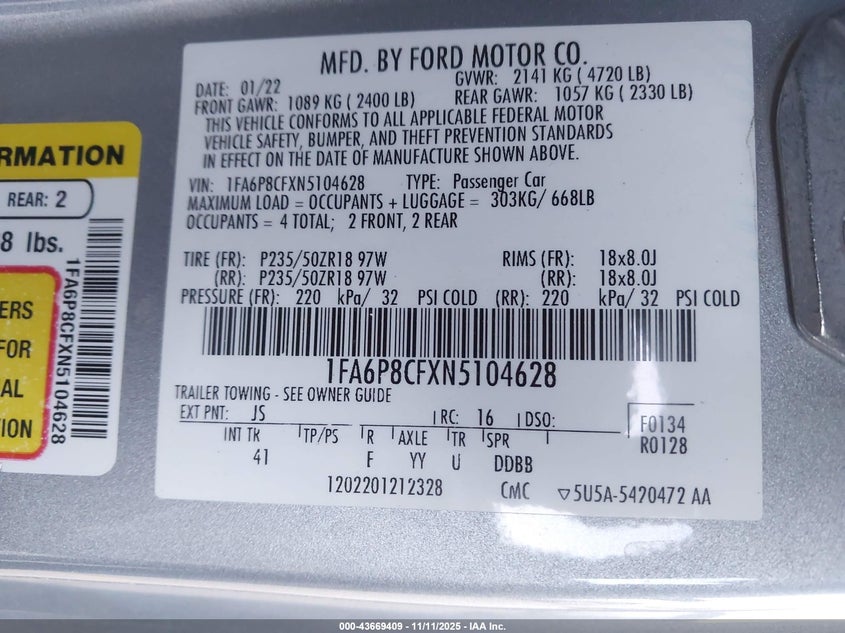 MFD. BY FORD MOTOR CO.
DATE: 01/22 GVWR: 2141 KG ( 4720 LB)
FRONT GAWR: 1089 KG ( 2400 LB) REAR GAWR: 1057 KG ( 2330 LB)
THIS VEHICLE CONFORMS TO ALL APPLICABLE FEDERAL MOTOR
VEHICLE SAFETY, BUMPER, AND THEFT PREVENTION STANDARDS
IN EFFECT ON THE DATE OF MANUFACTURE SHOWN ABOVE.
VIN: 1FA6P8CFXN5104628 TYPE: Passenger Car
MAXIMUM LOAD = OCCUPANTS + LUGGAGE = 303KG/ 668LB
OCCUPANTS = 4 TOTAL; 2 FRONT, 2 REAR
TIRE (FR): P235/50ZR18 97W RIMS (FR): 18x8.0J
(RR): P235/50ZR18 97W (RR): 18x8.0J
PRESSURE (FR): 220 kPa/ 32 PSI COLD (RR): 220 kPa/ 32 PSI COLD
1FA6P8CFXN5104628
TRAILER TOWING - SEE OWNER GUIDE
EXT PNT: JS RC: 16 DSO: F0134
R0128
INT TR TP/PS R AXLE TR SPR
41 F YY U DDBB
1202201212328 CMC ▽5U5A-5420472 AA
RMATION
REAR: 2
8 lbs.
ERS
FOR
AL
ION
1FA6P8CFXN5104628
000-43669409 - 11/11/2025 - IAA Inc.